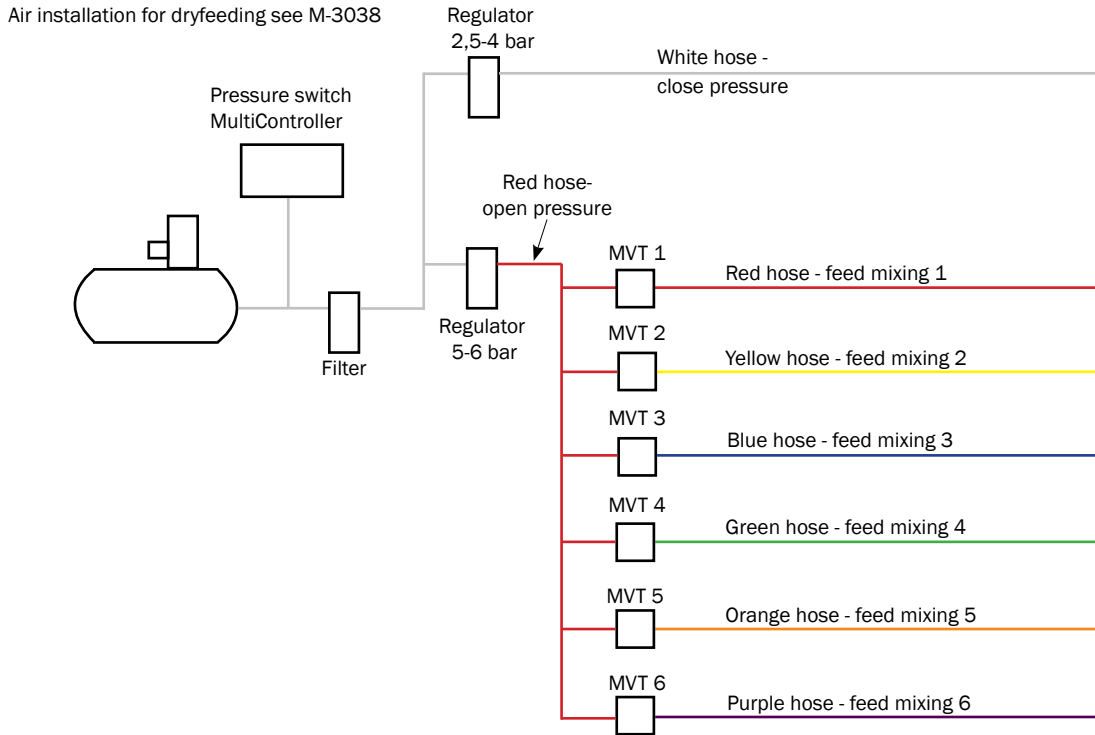 Air installation for dryfeeding see M-3038
Regulator
2,5-4 bar
White hose -
close pressure
Pressure switch
MultiController
Red hose-
open pressure
MVT 1
Red hose - feed mixing 1
Regulator
5-6 bar
Filter
MVT 2
Yellow hose - feed mixing 2
MVT 3
Blue hose - feed mixing 3
MVT 4
Green hose - feed mixing 4
MVT 5
Orange hose - feed mixing 5
MVT 6
Purple hose - feed mixing 6